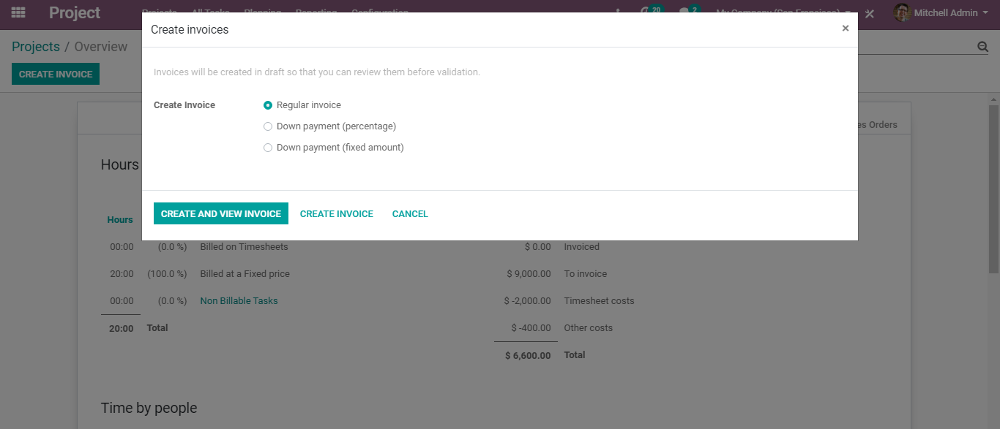 Project
Projects All Tasks Planning Reporting Configuration 20 2 My Company (San Francisco) Mitchell Admin
Create invoices ×
Projects / Overview
CREATE INVOICE
Invoices will be created in draft so that you can review them before validation.
Create Invoice Regular invoice
Down payment (percentage)
Down payment (fixed amount)
Orders
Hours
CREATE AND VIEW INVOICE CREATE INVOICE CANCEL
Hours
00:00 (0.0 %) Billed on Timesheets $ 0.00 Invoiced
20:00 (100.0 %) Billed at a Fixed price $ 9,000.00 To invoice
00:00 (0.0 %) Non Billable Tasks $ -2,000.00 Timesheet costs
20:00 Total $ -400.00 Other costs
$ 6,600.00 Total
Time by people